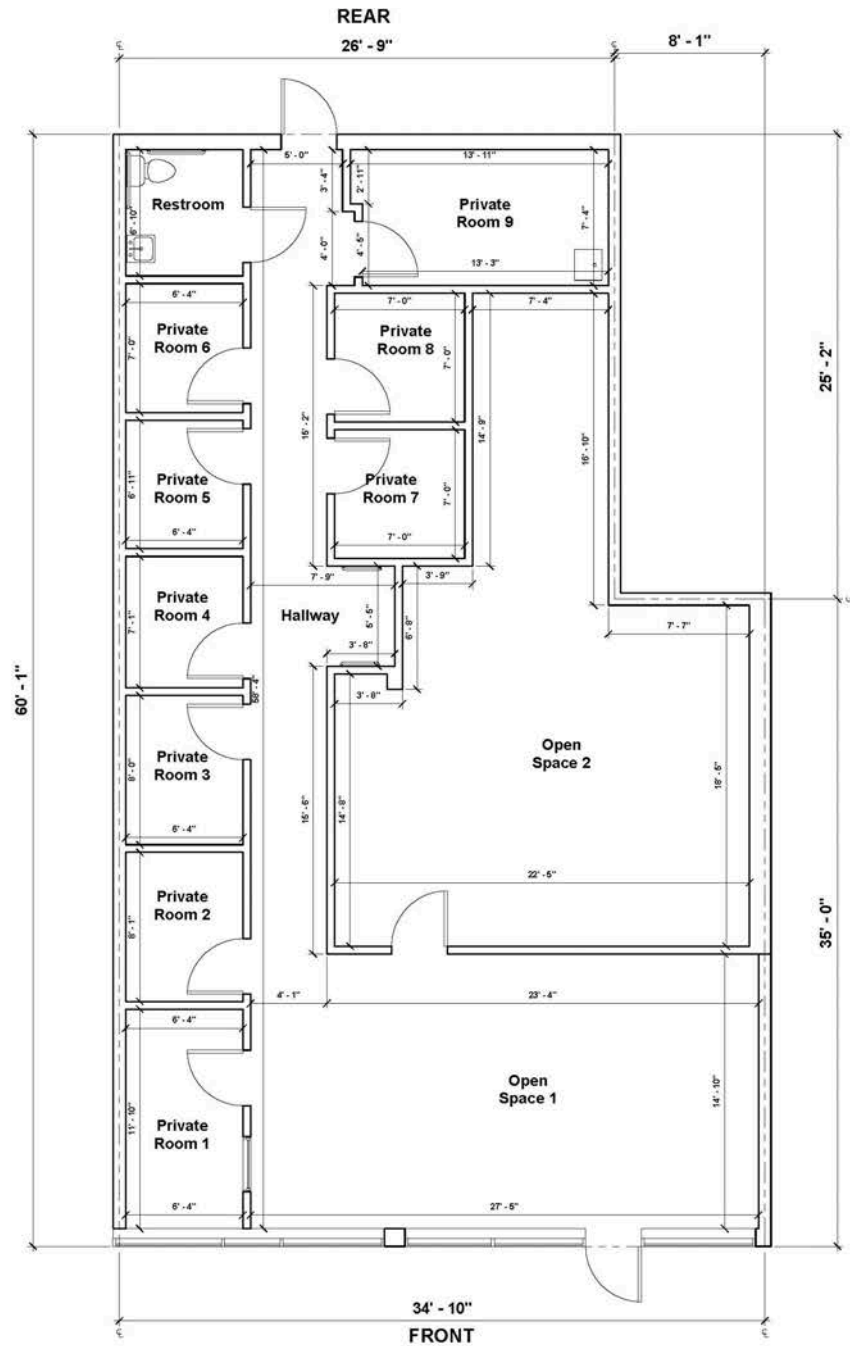 REAR
26' - 9"
8' - 1"
5' - 0"
13' - 11"
3' - 4"
2' - 11"
Restroom
Private
Room 9
6' - 10"
7' - 4"
4' - 0"
4' - 5"
13' - 3"
6' - 4"
7' - 0"
7' - 4"
Private
Room 6
Private
Room 8
7' - 0"
7' - 0"
25' - 2"
15' - 2"
14' - 9"
16' - 10"
Private
Room 5
6' - 11"
Private
Room 7
7' - 0"
6' - 4"
7' - 0"
7' - 9"
3' - 9"
Private
Room 4
7' - 1"
Hallway
5' - 5"
6' - 8"
3' - 8"
7' - 7"
60' - 1"
58' - 4"
3' - 8"
Private
Room 3
8' - 0"
Open
Space 2
15' - 6"
14' - 8"
18' - 5"
6' - 4"
22' - 5"
Private
Room 2
8' - 1"
35' - 0"
4' - 1"
23' - 4"
6' - 4"
Open
Space 1
14' - 10"
11' - 10"
Private
Room 1
6' - 4"
27' - 5"
34' - 10"
FRONT